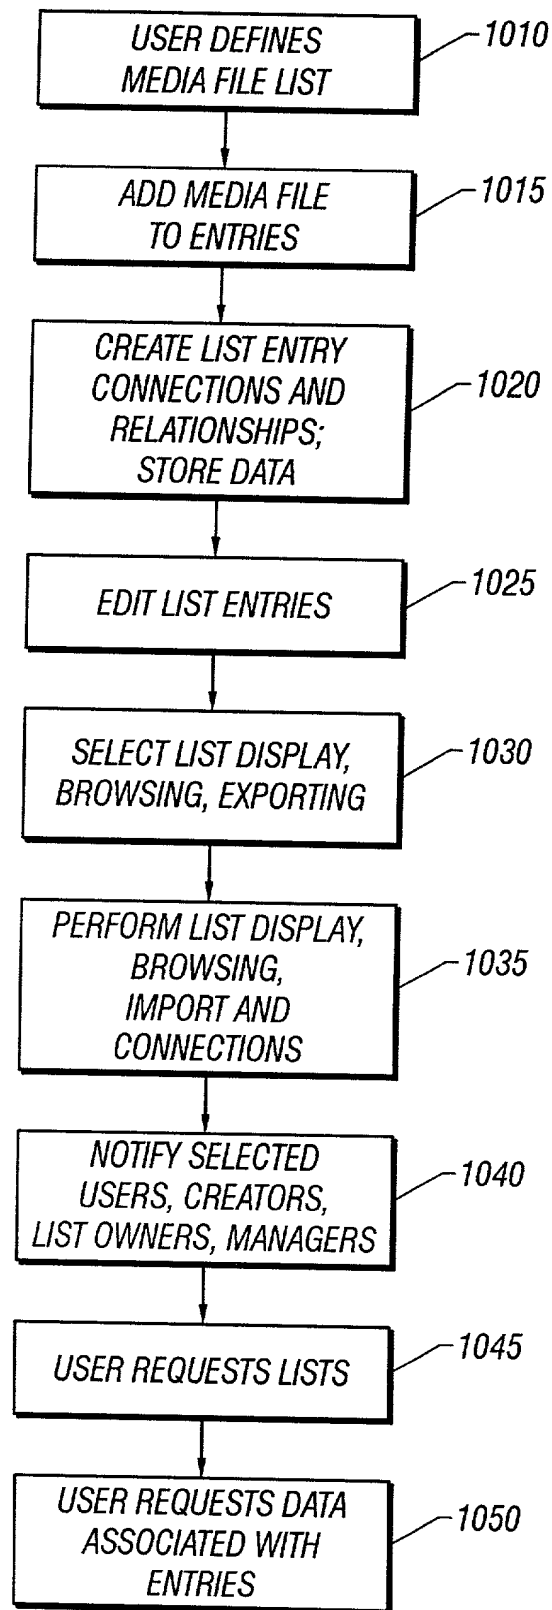 USER DEFINES
MEDIA FILE LIST
1010
ADD MEDIA FILE
TO ENTRIES
1015
CREATE LIST ENTRY
CONNECTIONS AND
RELATIONSHIPS;
STORE DATA
1020
EDIT LIST ENTRIES
1025
SELECT LIST DISPLAY,
BROWSING, EXPORTING
1030
PERFORM LIST DISPLAY,
BROWSING,
IMPORT AND
CONNECTIONS
1035
NOTIFY SELECTED
USERS, CREATORS,
LIST OWNERS, MANAGERS
1040
USER REQUESTS LISTS
1045
USER REQUESTS DATA
ASSOCIATED WITH
ENTRIES
1050